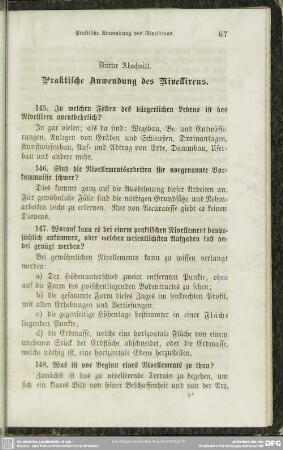 Praktische Anwendung des Nivellirens. 67
Dritter Abschnitt.
Praktische Anwendung des Nivellirens.
145. In welchen Fällen des bürgerlichen Lebens ist das
Nivelliren unentbehrlich?
In gar vielen; als da sind: Wegebau, Be- und Entwässe-
rungen, Anlegen von Gräben und Schleusen, Drainanlagen,
Kunstwiesenbau, Auf- und Abtrag von Erde, Dammbau, Ufer-
bau und andere mehr.
146. Sind die Nivellementsarbeiten für vorgenannte Vor-
kommnisse schwer?
Dies kommt ganz auf die Ausdehnung dieser Arbeiten an.
Für gewöhnliche Fälle sind die nöthigen Grundsätze und Neben-
arbeiten leicht zu erlernen. Nur von Accuratesse giebt es keinen
Dispens.
147. Worauf kann es bei einem praktischen Nivellement haupt-
sächlich ankommen, oder welchen wesentlichsten Aufgaben soll da-
bei genügt werden?
Bei gewöhnlichen Nivellements kann zu wissen verlangt
werden:
a) Der Höhenunterschied zweier entfernten Punkte, ohne
auf die Form des zwischenliegenden Bodentractes zu sehen;
b) die gesammte Form dieses Zuges im senkrechten Profil,
mit allen Erhebungen und Vertiefungen;
c) die gegenseitige Höhenlage bestimmter in einer Fläche
liegenden Punkte;
d) die Erdmasse, welche eine horizontale Fläche von einem
unebenen Stück der Erdfläche abschneidet, oder die Erdmasse,
welche nöthig ist, eine horizontale Ebene herzustellen.
148. Was ist vor Beginn eines Nivellements zu thun?
Zunächst ist das zu nivellirende Terrain zu begehen, um
sich ein klares Bild von seiner Beschaffenheit und von der Art,